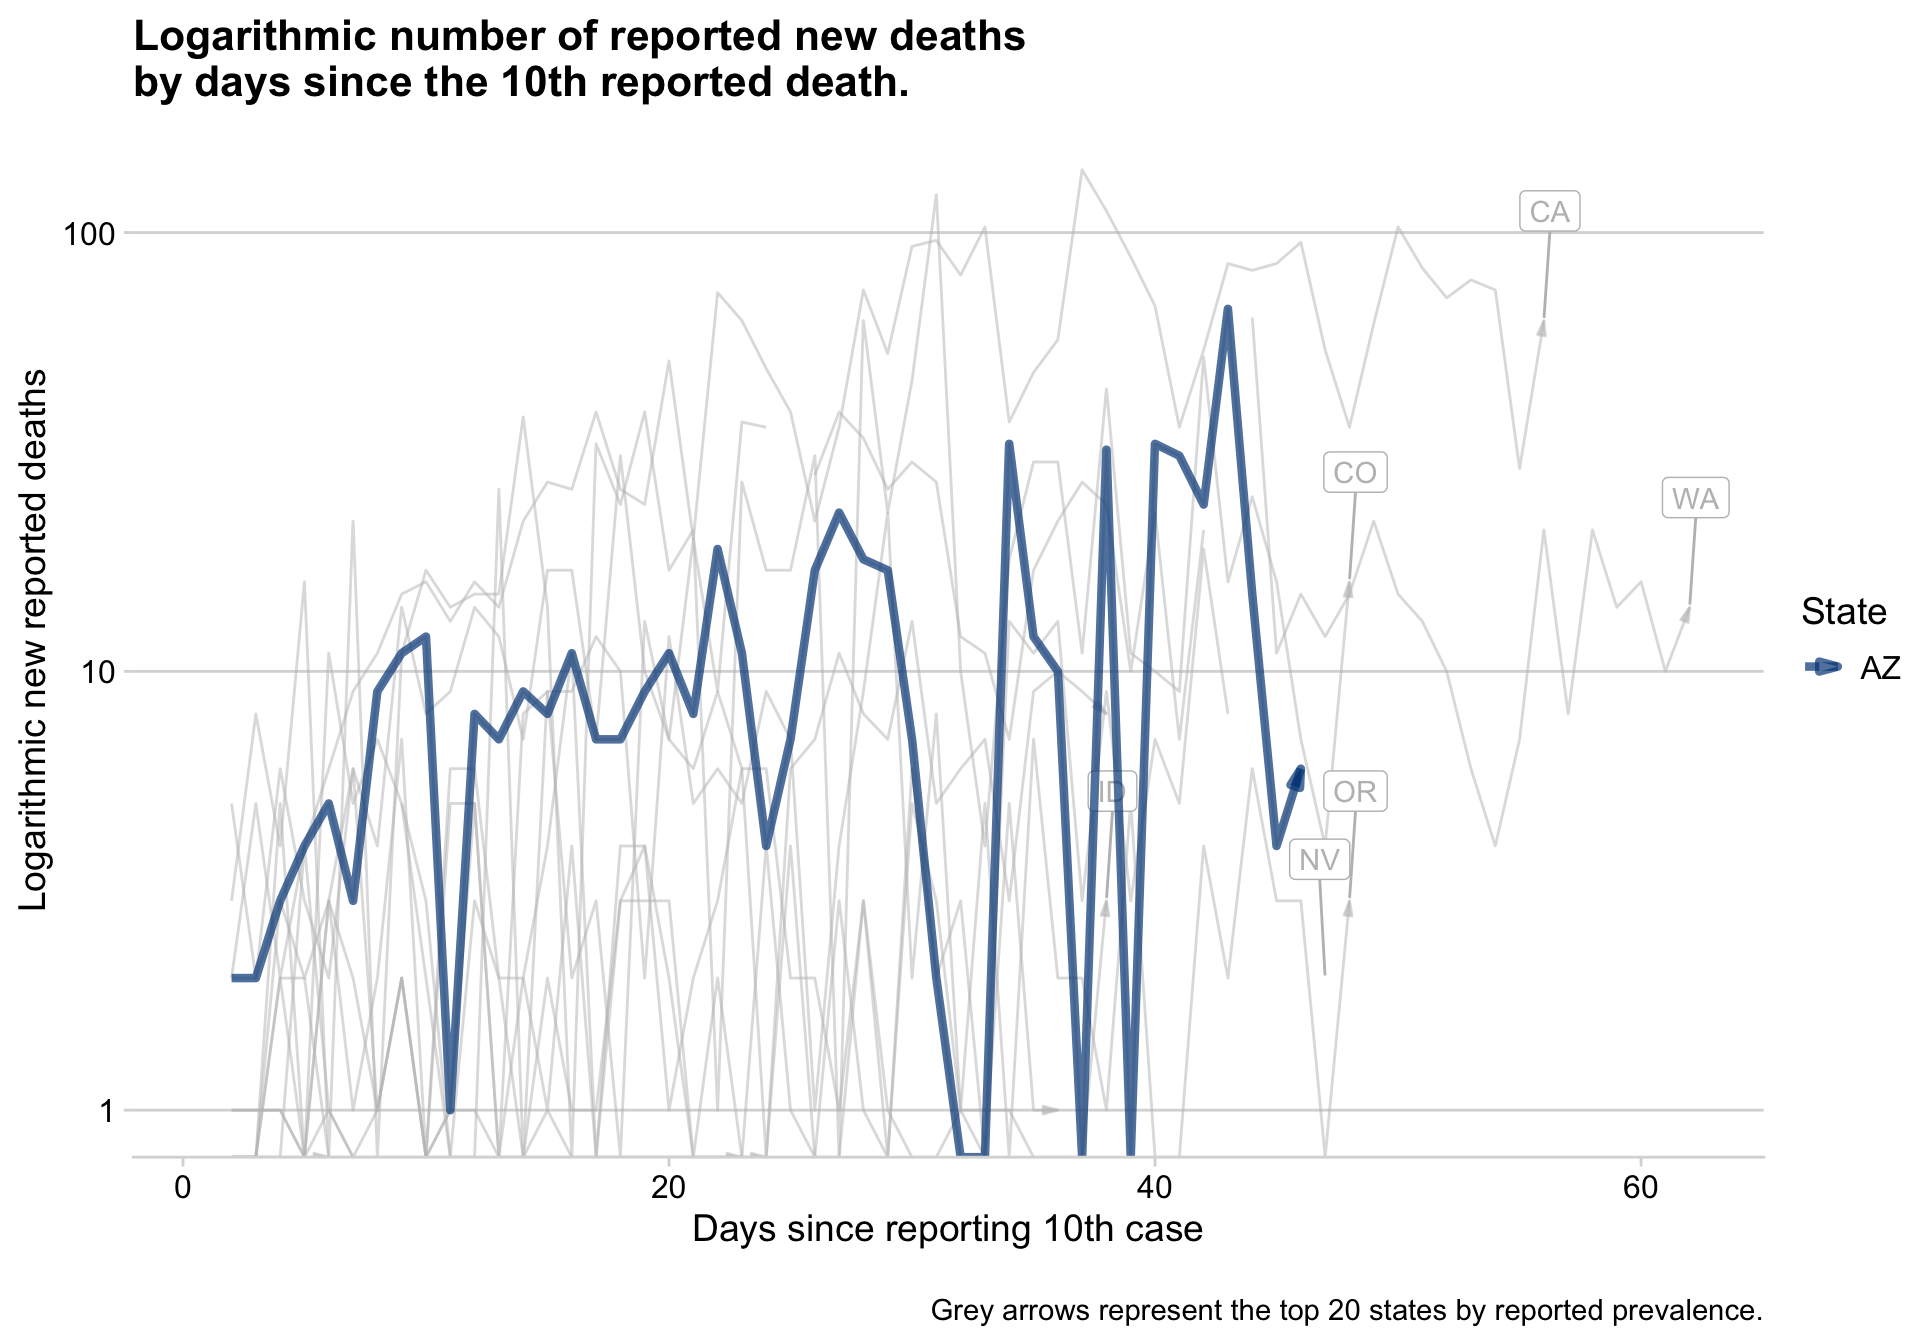 Logarithmic number of reported new deaths
by days since the 10th reported death.
Logarithmic new reported deaths
100
10
1
CA
CO
WA
ID
OR
NV
State
AZ
0 20 40 60
Days since reporting 10th case
Grey arrows represent the top 20 states by reported prevalence.